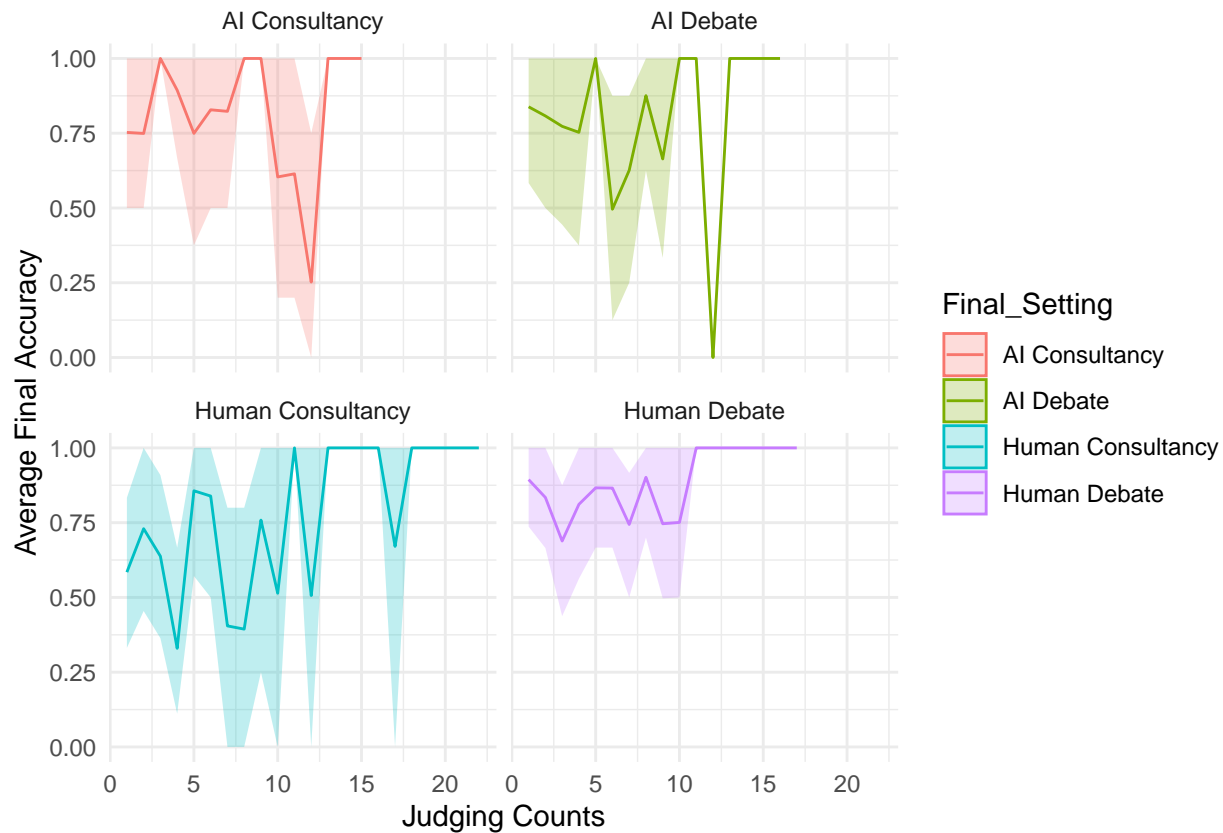 AI Consultancy
AI Debate
1.00
0.75
0.50
0.25
0.00
Human Consultancy
Human Debate
1.00
0.75
0.50
0.25
0.00
0
5
10
15
20
0
5
10
15
20
Judging Counts
Average Final Accuracy
Final_Setting
AI Consultancy
AI Debate
Human Consultancy
Human Debate